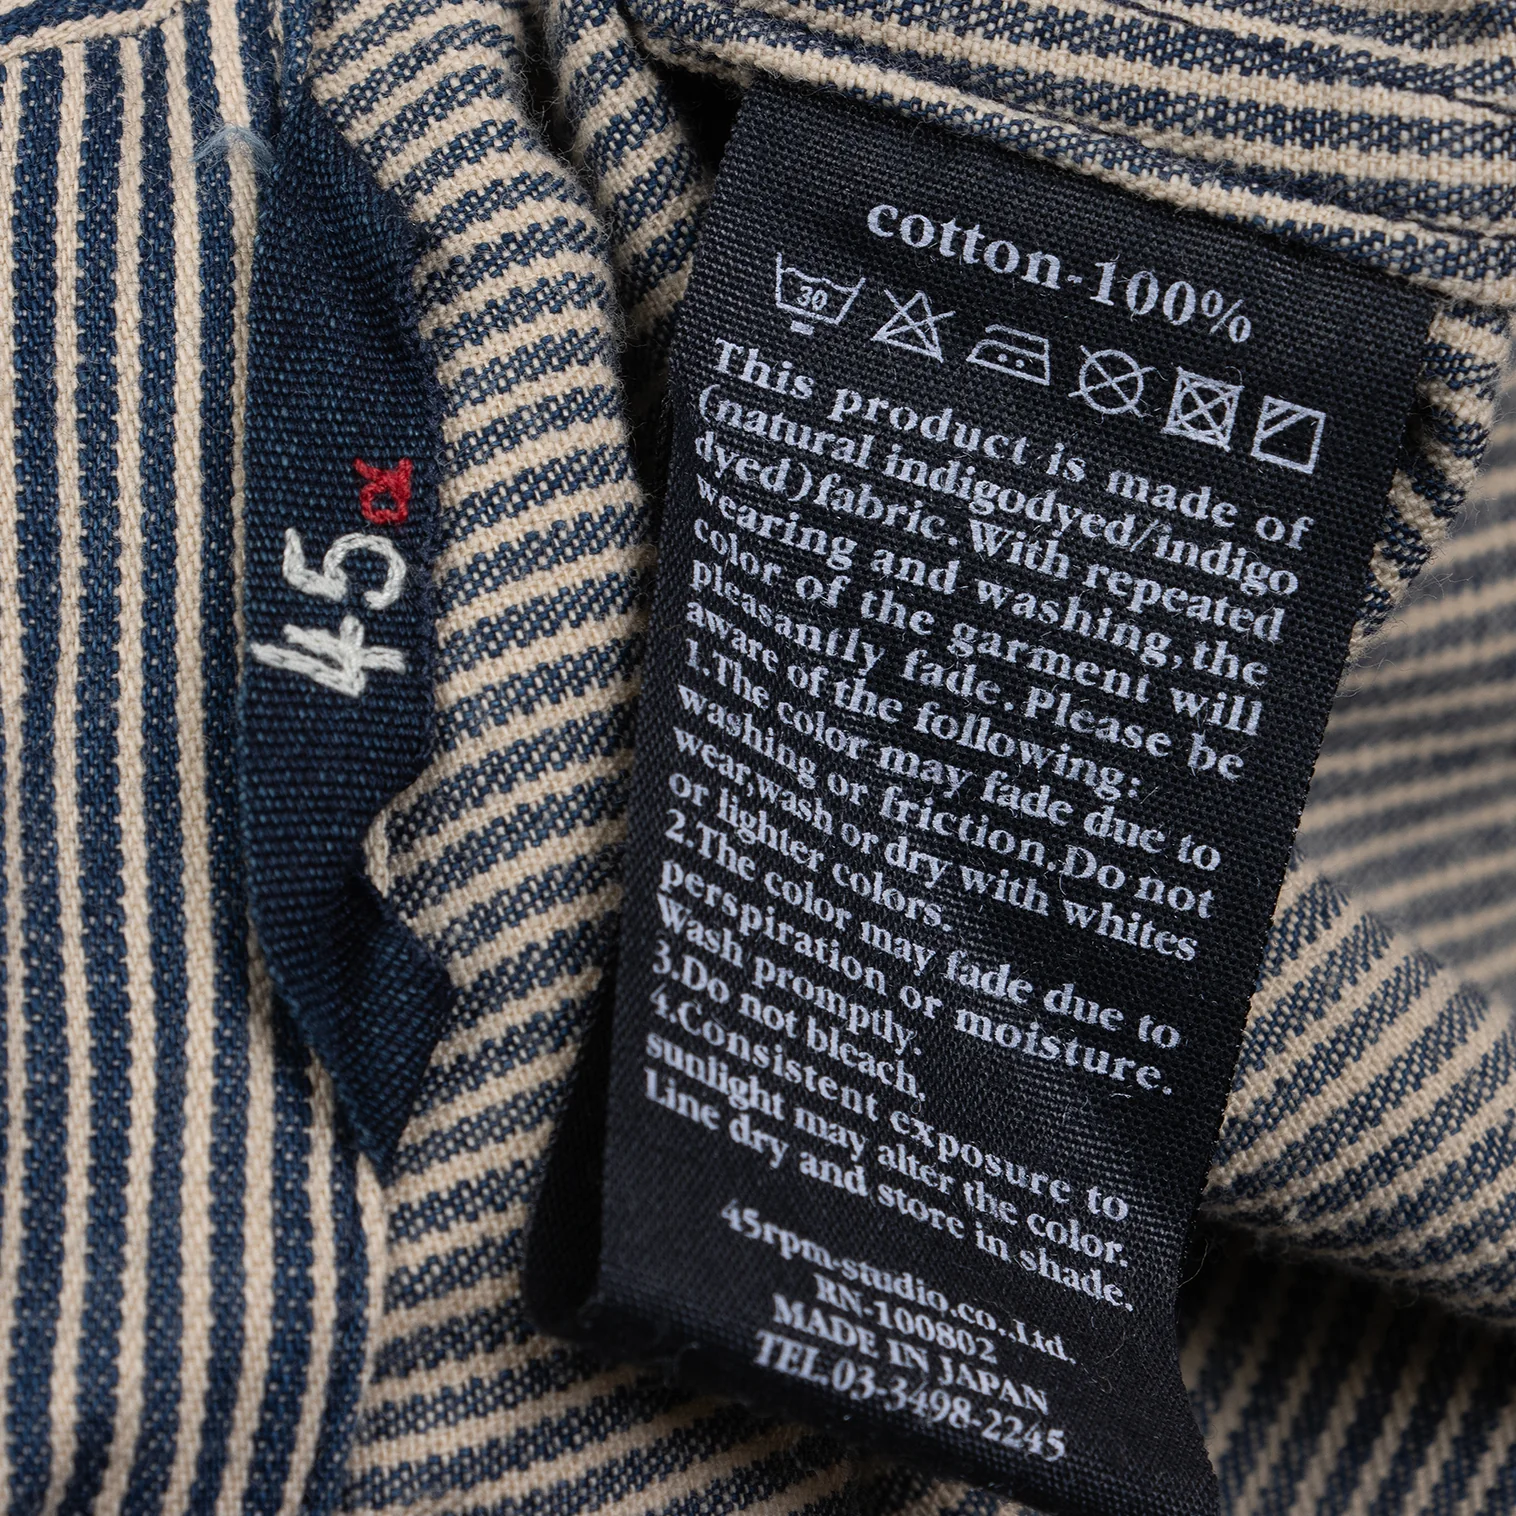 cotton-100%
30
This product is made of
(natural indigodyed/indigo
dyed)fabric. With repeated
wearing and washing, the
color of the garment will
pleasantly fade. Please be
aware of the following:
1.The color may fade due to
washing or friction.Do not
wear,wash or dry with whites
or lighter colors.
2.The color may fade due to
perspiration or moisture.
Wash promptly.
3.Do not bleach.
4.Consistent exposure to
sunlight may alter the color.
Line dry and store in shade.
45rpm-studio.co.,Ltd.
RN-100802
MADE IN JAPAN
TEL.03-3498-2245
45